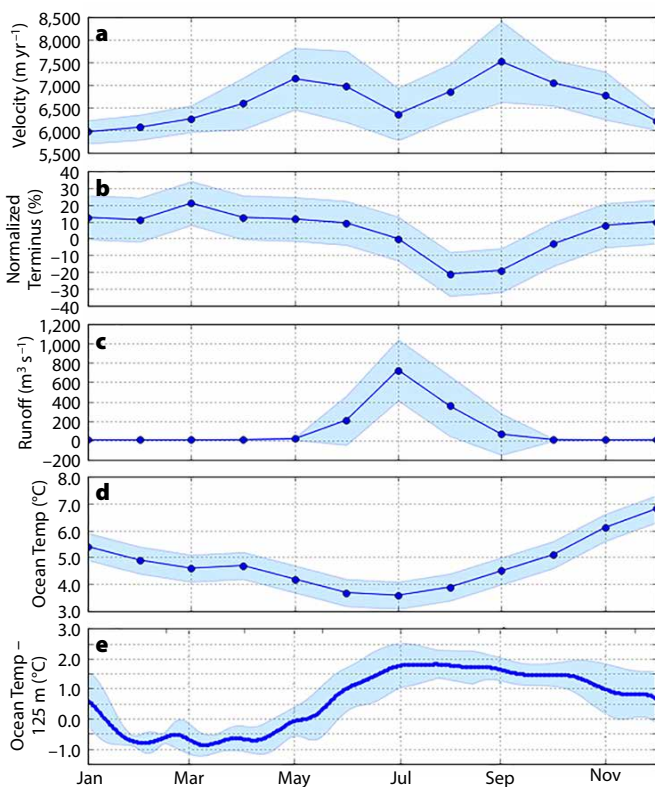 a
Velocity (m yr⁻¹)
8,500
8,000
7,500
7,000
6,500
6,000
5,500
b
Normalized
Terminus (%)
40
30
20
10
0
−10
−20
−30
−40
c
Runoff (m³ s⁻¹)
1,200
1,000
800
600
400
200
0
−200
d
Ocean Temp (°C)
8.0
7.0
6.0
5.0
4.0
3.0
e
Ocean Temp –
125 m (°C)
3.0
2.0
1.0
0.0
−1.0
Jan Mar May Jul Sep Nov